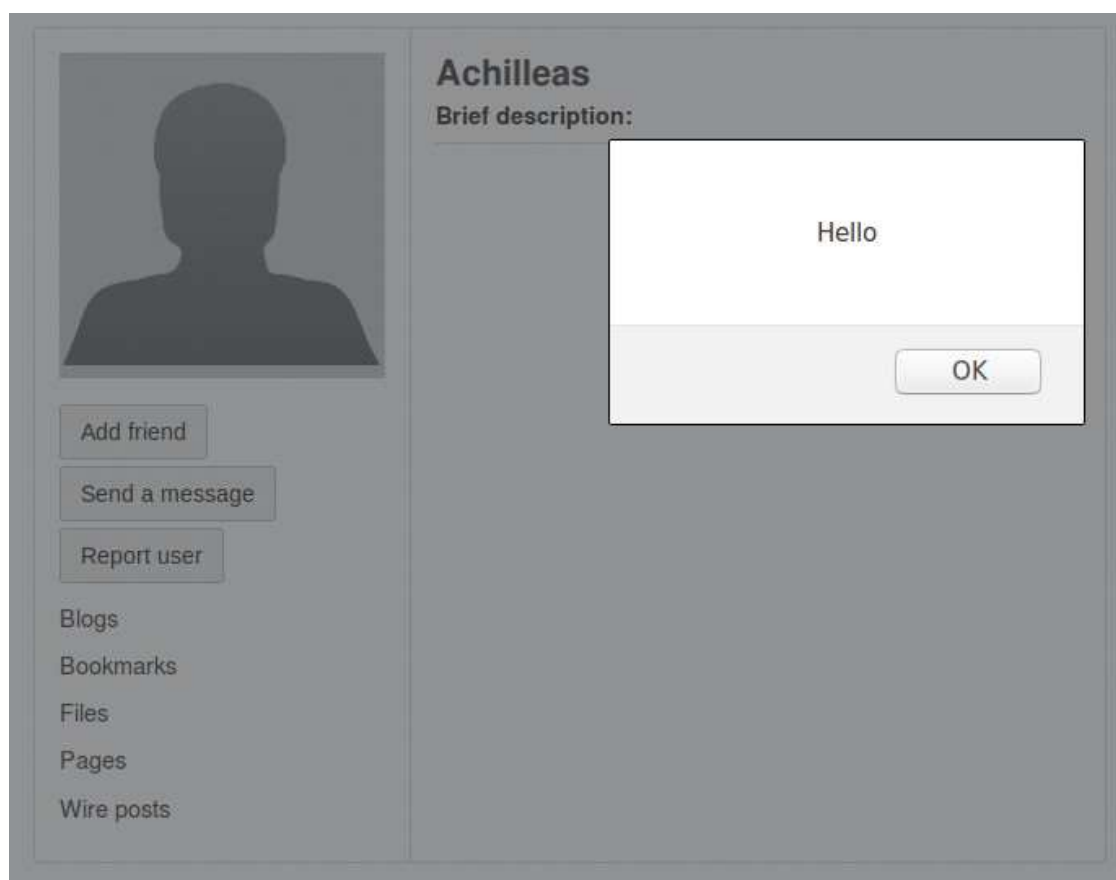 Achilleas
Brief description:
Hello
OK
Add friend
Send a message
Report user
Blogs
Bookmarks
Files
Pages
Wire posts